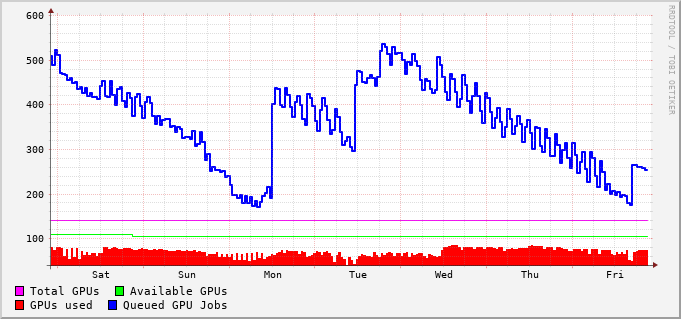 600
500
400
300
200
100
Sat Sun Mon Tue Wed Thu Fri
Total GPUs Available GPUs
GPUs used Queued GPU Jobs
RRDTOOL / TOBI OETIKER